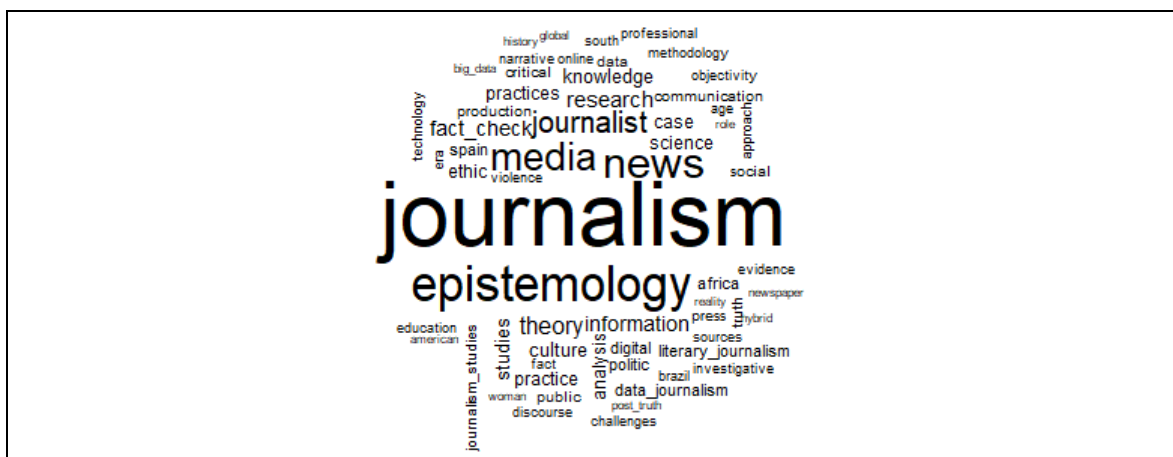 history global south professional
narrative online data methodology
big_data critical knowledge objectivity
practices research communication
technology production journalist case age role approach
fact_check science
era spain media news
ethic violence social
journalism
epistemology evidence
africa newspaper
reality truth
education theory information press hybrid
american sources
journalism_studies studies culture analysis digital literary_journalism
fact politic investigative
practice brazil
woman public data_journalism
discourse post_truth
challenges